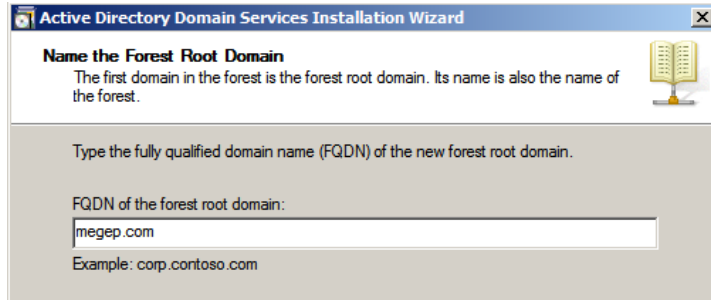 Active Directory Domain Services Installation Wizard
Name the Forest Root Domain
The first domain in the forest is the forest root domain. Its name is also the name of
the forest.
Type the fully qualified domain name (FQDN) of the new forest root domain.
FQDN of the forest root domain:
megep.com
Example: corp.contoso.com